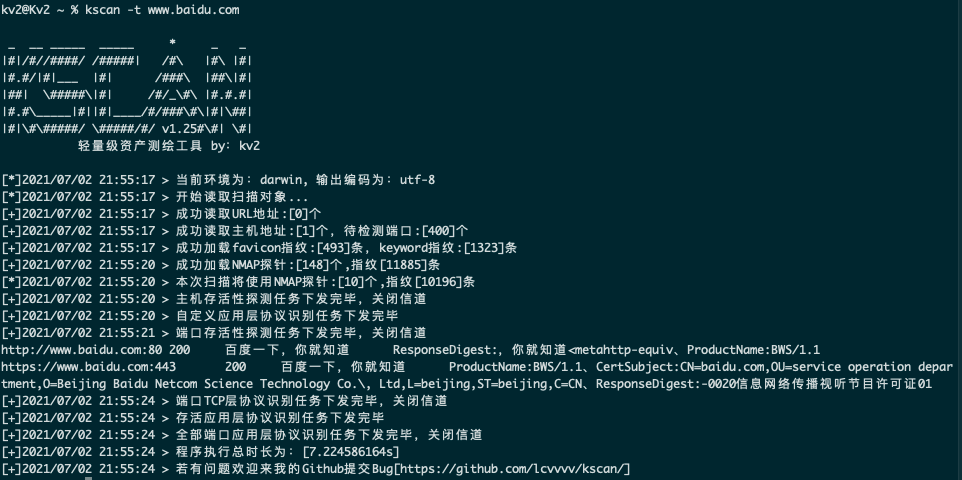 kv2@Kv2 ~ % kscan -t www.baidu.com
 _  __ _____  _____     *     _   _
|#|/#//####/ /#####|   /#\   |#\ |#|
|#.#/|#|___  |#|      /###\  |##\|#|
|##|  \#####\|#|     /#/_\#\ |#.#.#|
|#.#\_____|#||#|____/#/###\#\|#|\##|
|#|\#\#####/ \#####/#/ v1.25#\#| \#|
轻量级资产测绘工具 by: kv2
[*]2021/07/02 21:55:17 > 当前环境为：darwin, 输出编码为：utf-8
[*]2021/07/02 21:55:17 > 开始读取扫描对象...
[+]2021/07/02 21:55:17 > 成功读取URL地址:[0]个
[+]2021/07/02 21:55:17 > 成功读取主机地址:[1]个，待检测端口:[400]个
[+]2021/07/02 21:55:17 > 成功加载favicon指纹:[493]条，keyword指纹:[1323]条
[+]2021/07/02 21:55:20 > 成功加载NMAP探针:[148]个,指纹[11885]条
[*]2021/07/02 21:55:20 > 本次扫描将使用NMAP探针:[10]个,指纹[10196]条
[+]2021/07/02 21:55:20 > 主机存活性探测任务下发完毕，关闭信道
[+]2021/07/02 21:55:20 > 自定义应用层协议识别任务下发完毕
[+]2021/07/02 21:55:21 > 端口存活性探测任务下发完毕，关闭信道
http://www.baidu.com:80 200 百度一下，你就知道 ResponseDigest:，你就知道<metahttp-equiv、ProductName:BWS/1.1
https://www.baidu.com:443 200 百度一下，你就知道 ProductName:BWS/1.1、CertSubject:CN=baidu.com,OU=service operation depar
tment,O=Beijing Baidu Netcom Science Technology Co.\, Ltd,L=beijing,ST=beijing,C=CN、ResponseDigest:-0020信息网络传播视听节目许可证01
[+]2021/07/02 21:55:24 > 端口TCP层协议识别任务下发完毕，关闭信道
[+]2021/07/02 21:55:24 > 存活应用层协议识别任务下发完毕
[+]2021/07/02 21:55:24 > 全部端口应用层协议识别任务下发完毕，关闭信道
[+]2021/07/02 21:55:24 > 程序执行总时长为：[7.224586164s]
[+]2021/07/02 21:55:24 > 若有问题欢迎来我的Github提交Bug[https://github.com/lcvvvv/kscan/]